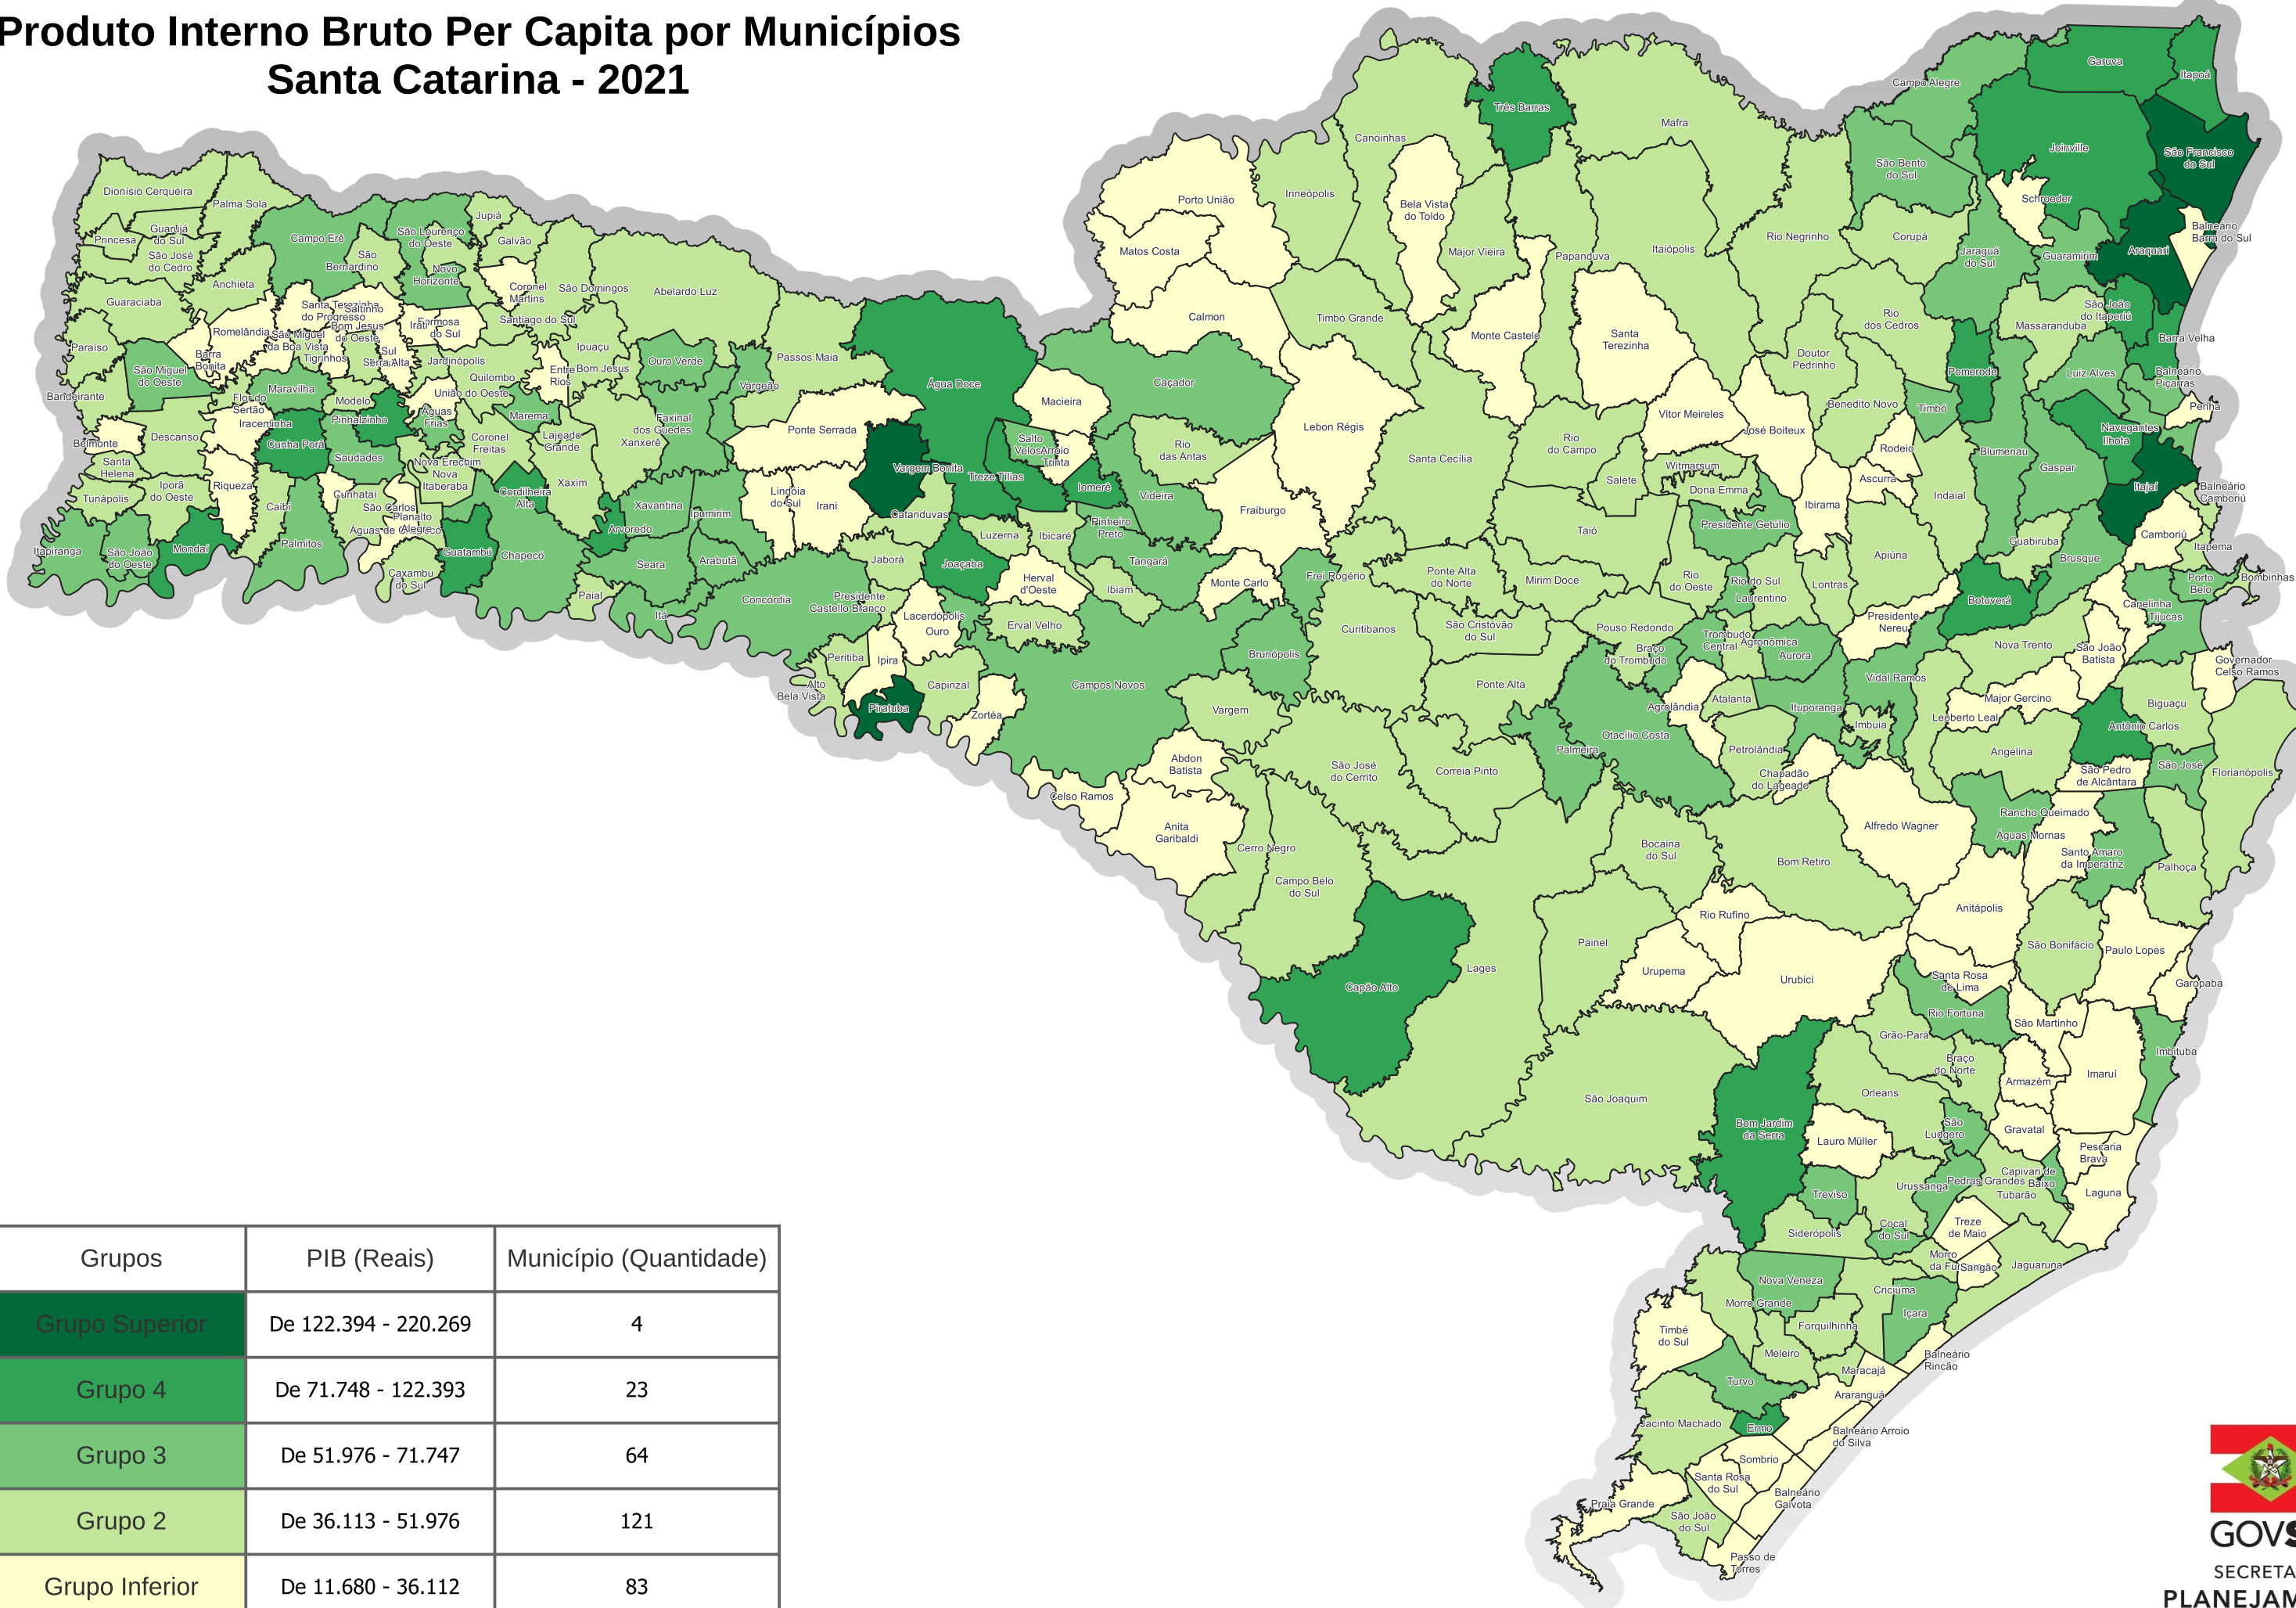 Produto Interno Bruto Per Capita por Municípios
Santa Catarina - 2021
Dionísio Cerqueira
Palma Sola
Guarujá
do Sul
Princesa
São José
do Cedro
Anchieta
Guaraciaba
Campo Erê
São
Bernardino
São Lourenço
do Oeste
Novo
Horizonte
Jupiá
Galvão
Coronel
Martins
São Domingos
Abelardo Luz
Santiago do Sul
Santa Terezinha
do Progresso
Saltinho
Bom Jesus
do Oeste
Irati
Formosa
do Sul
Romelândia
São Miguel
da Boa Vista
Tigrinhos
Sul
Serra Alta
Jardinópolis
Quilombo
União do Oeste
Ipuaçu
Entre
Rios
Bom Jesus
Ouro Verde
Passos Maia
Vargeão
Paraíso
Barra
Bonita
São Miguel
do Oeste
Bandeirante
Maravilha
Flor do
Sertão
Iraceminha
Modelo
Pinhalzinho
Águas
Frias
Marema
Coronel
Freitas
Lajeado
Grande
Xanxerê
Faxinal
dos Guedes
Ponte Serrada
Belmonte
Descanso
Cunha Porã
Saudades
Nova Erechim
Nova
Itaberaba
Santa
Helena
Tunápolis
Iporã
do Oeste
Riqueza
Caibi
Palmitos
Cunhataí
São Carlos
Planalto
Alegre
Águas de Chapecó
Cordilheira
Alta
Xaxim
Xavantina
Ipumirim
Lindóia
do Sul
Irani
Itapiranga
São João
do Oeste
Mondaí
Caxambu
do Sul
Guatambú
Chapecó
Arvoredo
Seara
Arabutã
Paial
Itá
Concórdia
Água Doce
Vargem Bonita
Catanduvas
Treze Tílias
Salto
Veloso
Arroio
Trinta
Macieira
Iomerê
Videira
Pinheiro
Preto
Tangará
Ibicaré
Luzerna
Joaçaba
Jaborá
Herval
d'Oeste
Ibiam
Presidente
Castello Branco
Lacerdópolis
Ouro
Erval Velho
Peritiba
Ipira
Alto
Bela Vista
Piratuba
Capinzal
Zortéa
Campos Novos
Brunópolis
Vargem
Abdon
Batista
Celso Ramos
Anita
Garibaldi
Cerro Negro
Campo Belo
do Sul
Capão Alto
Lages
São José
do Cerrito
Correia Pinto
Porto União
Matos Costa
Calmon
Caçador
Rio
das Antas
Lebon Régis
Fraiburgo
Monte Carlo
Frei Rogério
Curitibanos
Irineópolis
Canoinhas
Bela Vista
do Toldo
Major Vieira
Três Barras
Mafra
Itaiópolis
Papanduva
Timbó Grande
Monte Castelo
Santa
Terezinha
Santa Cecília
Rio
do Campo
Salete
Taió
Ponte Alta
do Norte
Mirim Doce
São Cristóvão
do Sul
Ponte Alta
Pouso Redondo
Rio
do Oeste
Palmeira
Otacílio Costa
Braço
do Trombudo
Trombudo
Central
Agronômica
Aurora
Agrolândia
Atalanta
Ituporanga
Petrolândia
Chapadão
do Lageado
Imbuia
Vidal Ramos
Rio do Sul
Laurentino
Lontras
Witmarsum
Dona Emma
Presidente Getúlio
Vitor Meireles
José Boiteux
Ibirama
Rodeio
Ascurra
Apiúna
Indaial
Presidente
Nereu
Rio Negrinho
São Bento
do Sul
Campo Alegre
Corupá
Rio
dos Cedros
Doutor
Pedrinho
Benedito Novo
Timbó
Pomerode
Blumenau
Gaspar
Jaraguá
do Sul
Schroeder
Guaramirim
Massaranduba
São João
do Itaperiú
Luiz Alves
Barra Velha
Balneário
Piçarras
Penha
Navegantes
Ilhota
Itajaí
Balneário
Camboriú
Camboriú
Itapema
Garuva
Itapoá
Joinville
São Francisco
do Sul
Araquari
Balneário
Barra do Sul
Guabiruba
Brusque
Botuverá
Porto
Belo
Bombinhas
Canelinha
Tijucas
Nova Trento
São João
Batista
Governador
Celso Ramos
Major Gercino
Leoberto Leal
Angelina
Antônio Carlos
Biguaçu
São Pedro
de Alcântara
São José
Florianópolis
Rancho Queimado
Águas Mornas
Santo Amaro
da Imperatriz
Palhoça
Alfredo Wagner
Anitápolis
São Bonifácio
Paulo Lopes
Garopaba
Bocaina
do Sul
Bom Retiro
Painel
Rio Rufino
Urupema
Urubici
São Joaquim
Bom Jardim
da Serra
Santa Rosa
de Lima
Rio Fortuna
Grão-Pará
São Martinho
Imbituba
Imaruí
Armazém
Braço
do Norte
Orleans
Lauro Müller
São
Ludgero
Gravatal
Pescaria
Brava
Laguna
Capivari de
Baixo
Tubarão
Pedras Grandes
Urussanga
Treviso
Siderópolis
Cocal
do Sul
Treze
de Maio
Morro
da Fumaça
Sangão
Jaguaruna
Nova Veneza
Morro Grande
Criciúma
Içara
Forquilhinha
Meleiro
Maracajá
Balneário
Rincão
Timbé
do Sul
Turvo
Araranguá
Jacinto Machado
Ermo
Balneário Arroio
do Silva
Sombrio
Santa Rosa
do Sul
Balneário
Gaivota
Praia Grande
São João
do Sul
Passo de
Torres
Grupos PIB (Reais) Município (Quantidade)
Grupo Superior De 122.394 - 220.269 4
Grupo 4 De 71.748 - 122.393 23
Grupo 3 De 51.976 - 71.747 64
Grupo 2 De 36.113 - 51.976 121
Grupo Inferior De 11.680 - 36.112 83
GOVS
SECRETA
PLANEJAM